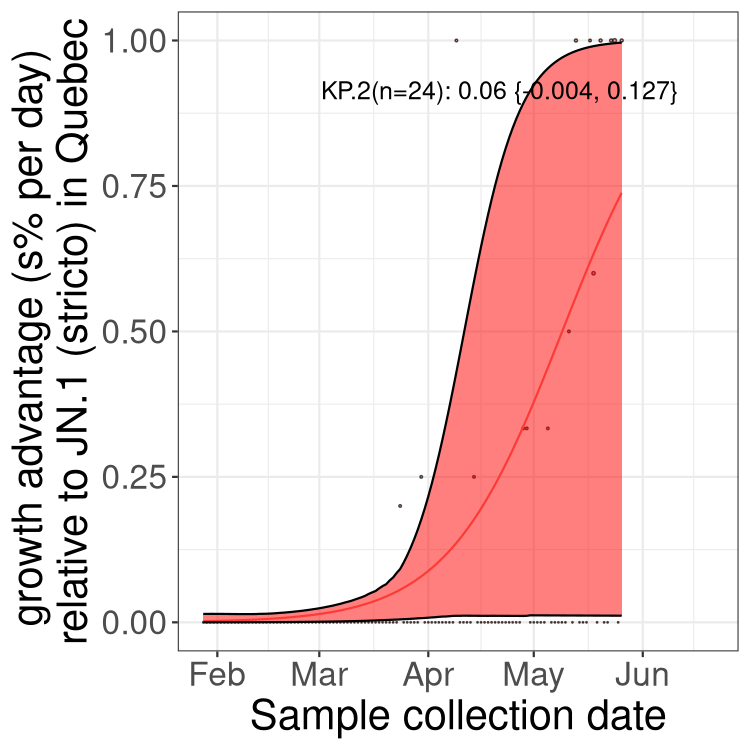 growth advantage (s% per day)
relative to JN.1 (stricto) in Quebec
1.00
0.75
0.50
0.25
0.00
KP.2(n=24): 0.06 {-0.004, 0.127}
Feb Mar Apr May Jun
Sample collection date